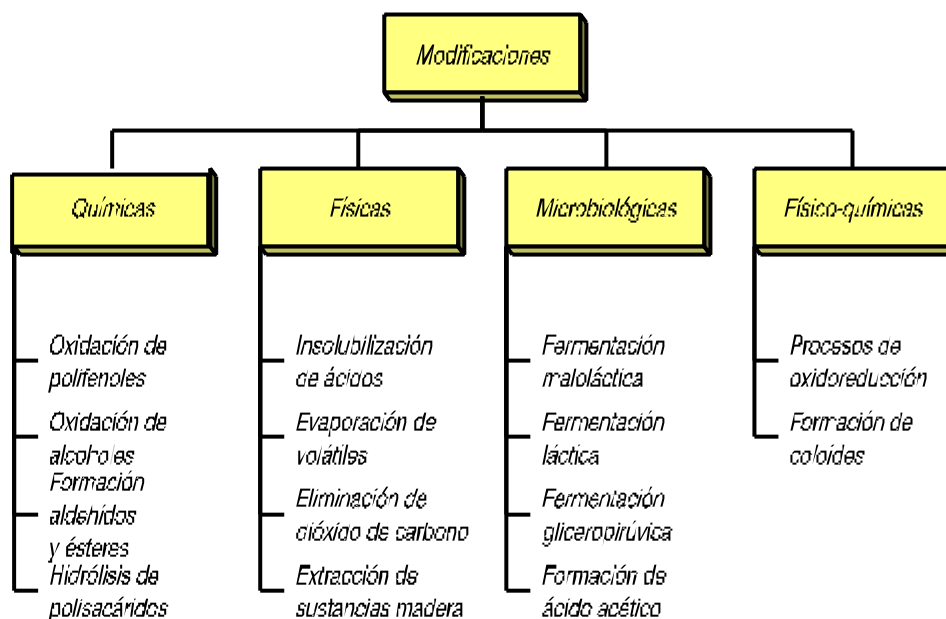 Modificaciones
Químicas
Físicas
Microbiológicas
Físico-químicas
Oxidación de
polifenoles
Oxidación de
alcoholes
Formación
aldehídos
y ésteres
Hidrólisis de
polisacáridos
Insolubilización
de ácidos
Evaporación de
volátiles
Eliminación de
dióxido de carbono
Extracción de
sustancias madera
Fermentación
maloláctica
Fermentación
láctica
Fermentación
gliceropirúvica
Formación de
ácido acético
Procesos de
oxidoreducción
Formación de
coloídes